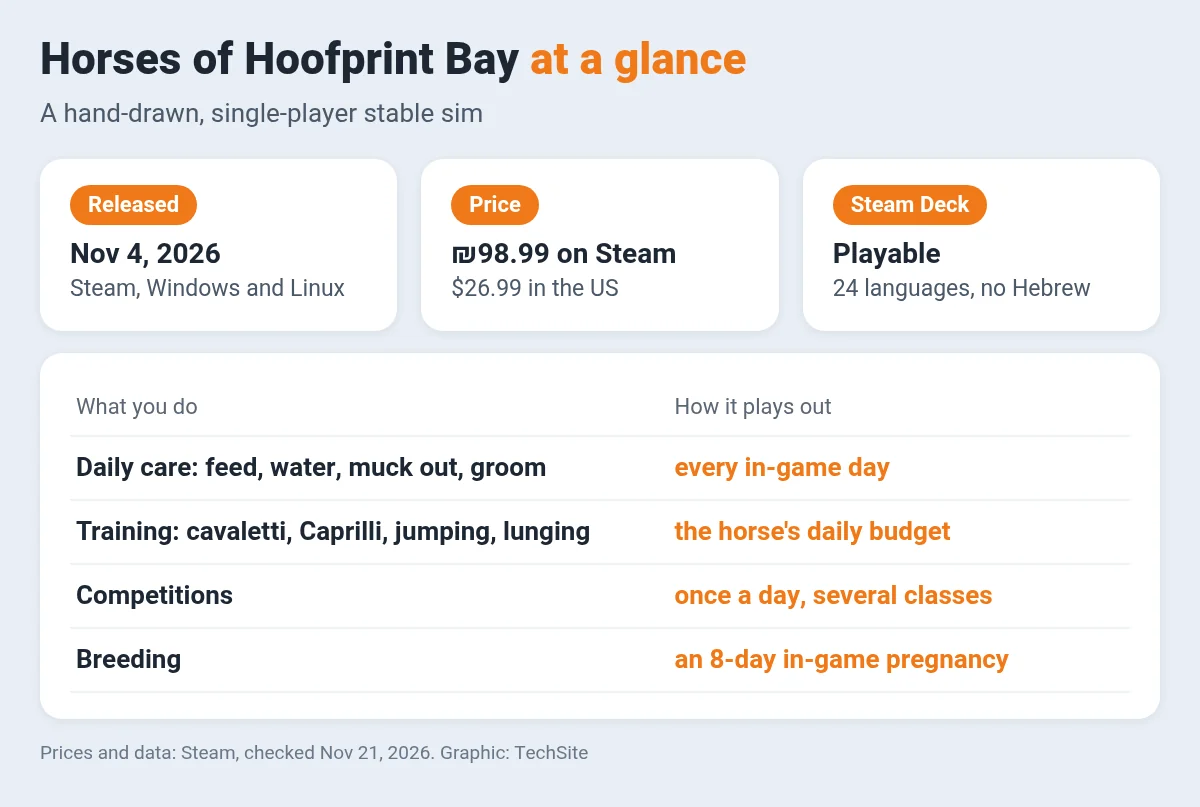 Horses of Hoofprint Bay at a glance
A hand-drawn, single-player stable sim
Released
Nov 4, 2026
Steam, Windows and Linux
Price
₪98.99 on Steam
$26.99 in the US
Steam Deck
Playable
24 languages, no Hebrew
What you do
How it plays out
Daily care: feed, water, muck out, groom
every in-game day
Training: cavaletti, Caprilli, jumping, lunging
the horse's daily budget
Competitions
once a day, several classes
Breeding
an 8-day in-game pregnancy
Prices and data: Steam, checked Nov 21, 2026. Graphic: TechSite